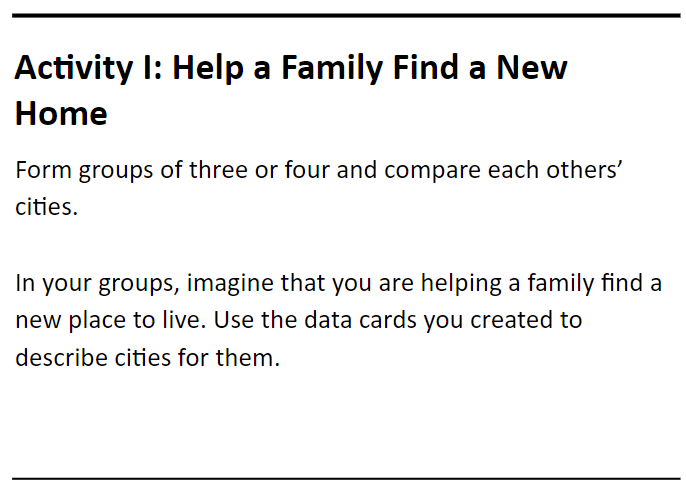 Activity I: Help a Family Find a New
Home
Form groups of three or four and compare each others’
cities.
In your groups, imagine that you are helping a family find a
new place to live. Use the data cards you created to
describe cities for them.